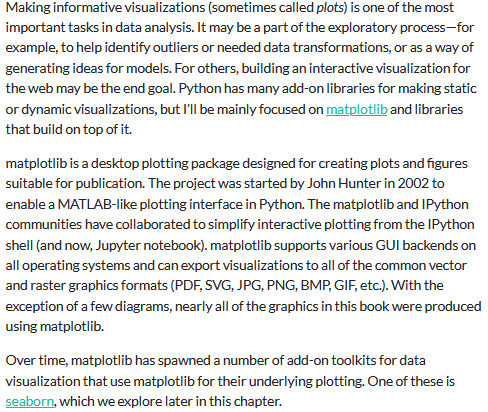 Making informative visualizations (sometimes called plots) is one of the most
important tasks in data analysis. It may be a part of the exploratory process—for
example, to help identify outliers or needed data transformations, or as a way of
generating ideas for models. For others, building an interactive visualization for
the web may be the end goal. Python has many add-on libraries for making static
or dynamic visualizations, but I'll be mainly focused on matplotlib and libraries
that build on top of it.
matplotlib is a desktop plotting package designed for creating plots and figures
suitable for publication. The project was started by John Hunter in 2002 to
enable a MATLAB-like plotting interface in Python. The matplotlib and IPython
communities have collaborated to simplify interactive plotting from the IPython
shell (and now, Jupyter notebook). matplotlib supports various GUI backends on
all operating systems and can export visualizations to all of the common vector
and raster graphics formats (PDF, SVG, JPG, PNG, BMP, GIF, etc.). With the
exception of a few diagrams, nearly all of the graphics in this book were produced
using matplotlib.
Over time, matplotlib has spawned a number of add-on toolkits for data
visualization that use matplotlib for their underlying plotting. One of these is
seaborn, which we explore later in this chapter.